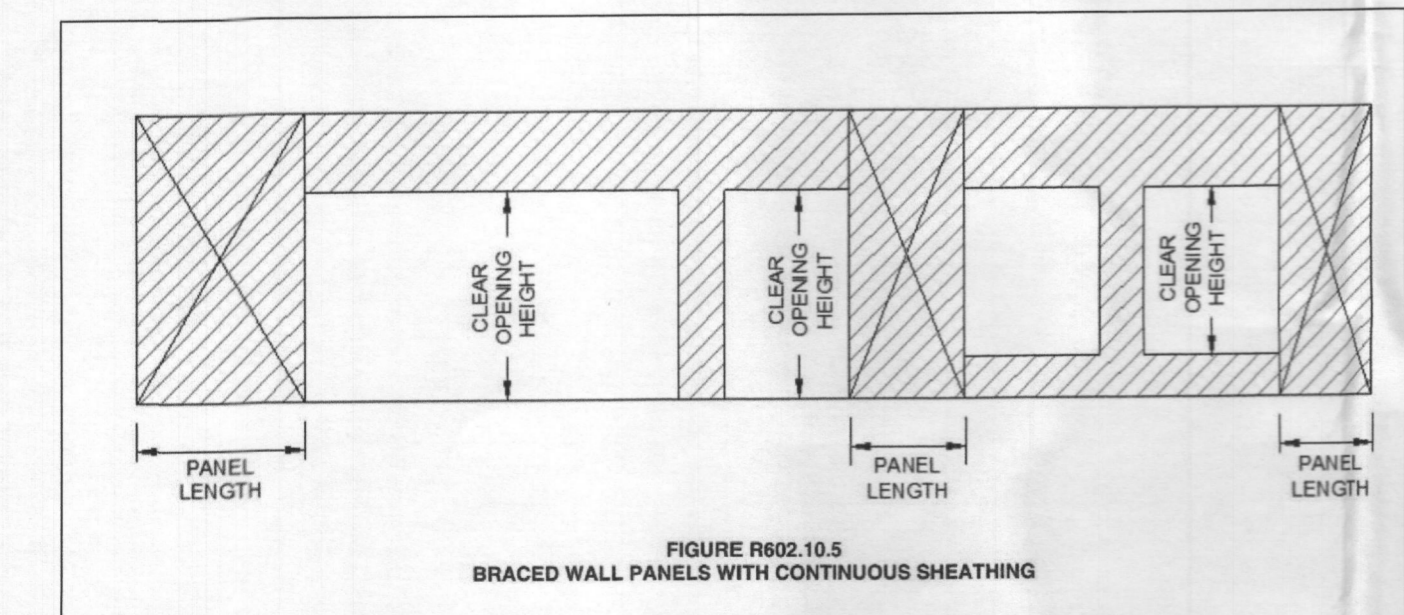 CLEAR
OPENING
HEIGHT
CLEAR
OPENING
HEIGHT
CLEAR
OPENING
HEIGHT
PANEL
LENGTH
PANEL
LENGTH
PANEL
LENGTH
FIGURE R602.10.5
BRACED WALL PANELS WITH CONTINUOUS SHEATHING